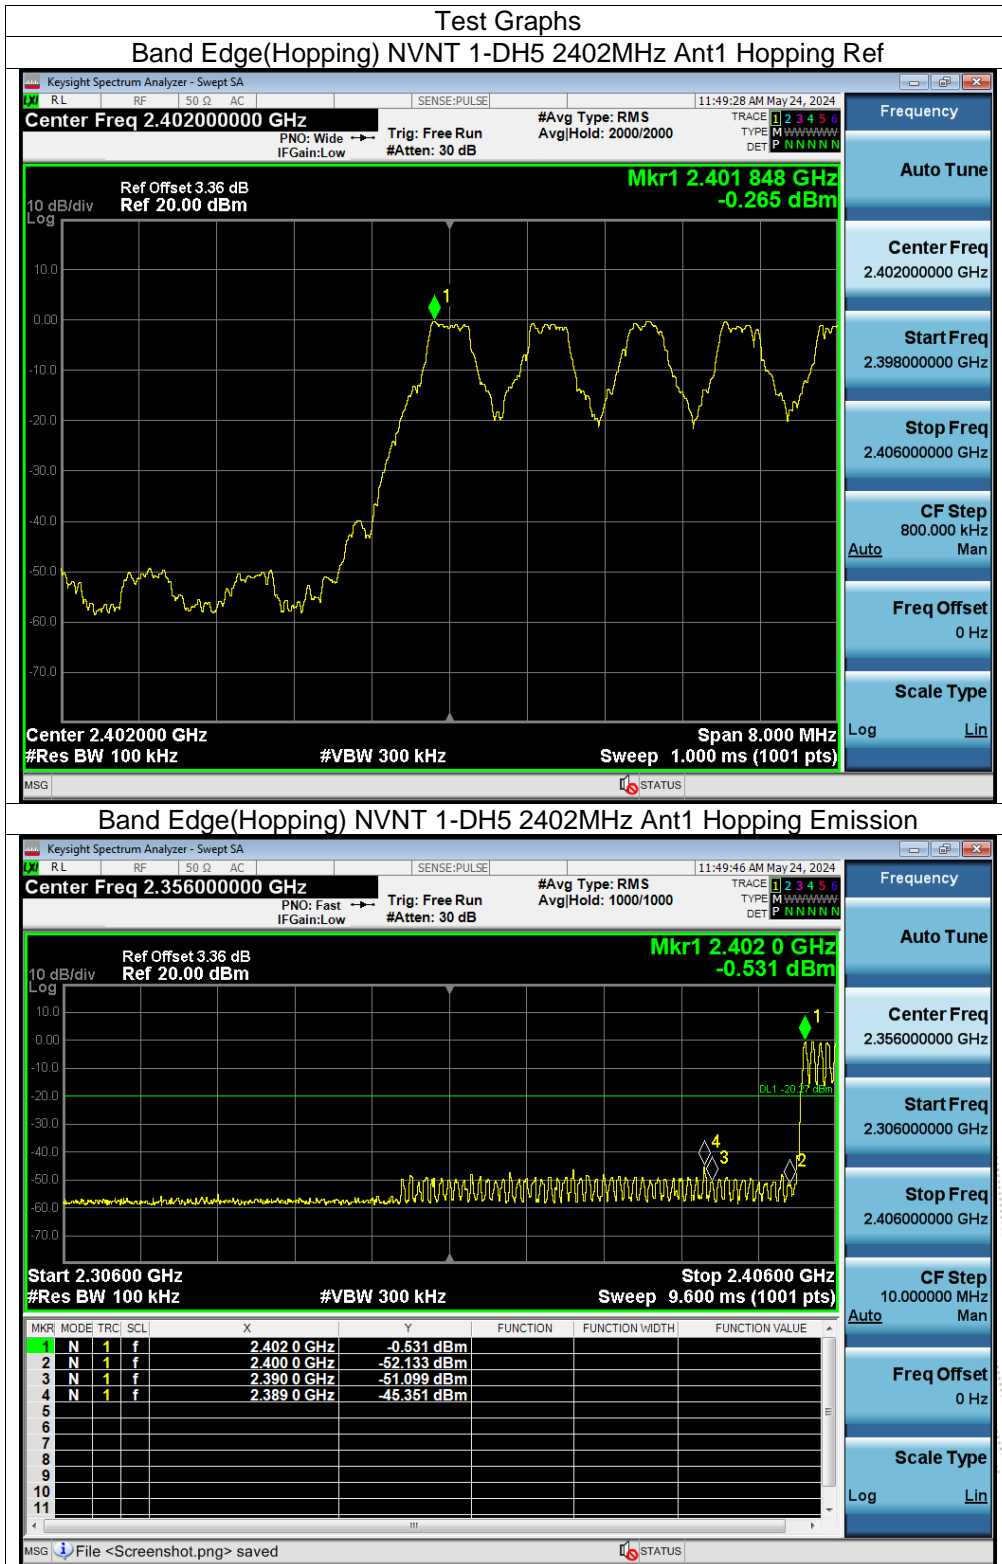 Test Graphs
Band Edge(Hopping) NVNT 1-DH5 2402MHz Ant1 Hopping Ref
Keysight Spectrum Analyzer - Swept SA
LXI RL RF 50 Ω AC SENSE:PULSE 11:49:28 AM May 24, 2024
Center Freq 2.402000000 GHz #Avg Type: RMS TRACE 1 2 3 4 5 6
PNO: Wide Trig: Free Run Avg|Hold: 2000/2000 TYPE M WWWWW
IFGain:Low #Atten: 30 dB DET P N N N N N
Frequency
Auto Tune
Center Freq
2.402000000 GHz
Start Freq
2.398000000 GHz
Stop Freq
2.406000000 GHz
CF Step
800.000 kHz
Auto Man
Freq Offset
0 Hz
Scale Type
Log Lin
Mkr1 2.401 848 GHz
-0.265 dBm
Ref Offset 3.36 dB
10 dB/div Ref 20.00 dBm
Log
10.0
0.00
-10.0
-20.0
-30.0
-40.0
-50.0
-60.0
-70.0
1
Center 2.402000 GHz Span 8.000 MHz
#Res BW 100 kHz #VBW 300 kHz Sweep 1.000 ms (1001 pts)
MSG STATUS
Band Edge(Hopping) NVNT 1-DH5 2402MHz Ant1 Hopping Emission
Keysight Spectrum Analyzer - Swept SA
LXI RL RF 50 Ω AC SENSE:PULSE 11:49:46 AM May 24, 2024
Center Freq 2.356000000 GHz #Avg Type: RMS TRACE 1 2 3 4 5 6
PNO: Fast Trig: Free Run Avg|Hold: 1000/1000 TYPE M WWWWW
IFGain:Low #Atten: 30 dB DET P N N N N N
Frequency
Auto Tune
Center Freq
2.356000000 GHz
Start Freq
2.306000000 GHz
Stop Freq
2.406000000 GHz
CF Step
10.000000 MHz
Auto Man
Freq Offset
0 Hz
Scale Type
Log Lin
Mkr1 2.402 0 GHz
-0.531 dBm
Ref Offset 3.36 dB
10 dB/div Ref 20.00 dBm
Log
10.0
0.00
-10.0
-20.0
-30.0
-40.0
-50.0
-60.0
-70.0
1
DL1 -20.27 dBm
4
3
2
Start 2.30600 GHz Stop 2.40600 GHz
#Res BW 100 kHz #VBW 300 kHz Sweep 9.600 ms (1001 pts)
MKR MODE TRC SCL X Y FUNCTION FUNCTION WIDTH FUNCTION VALUE
1 N 1 f 2.402 0 GHz -0.531 dBm
2 N 1 f 2.400 0 GHz -52.133 dBm
3 N 1 f 2.390 0 GHz -51.099 dBm
4 N 1 f 2.389 0 GHz -45.351 dBm
5
6
7
8
9
10
11
MSG File <Screenshot.png> saved STATUS